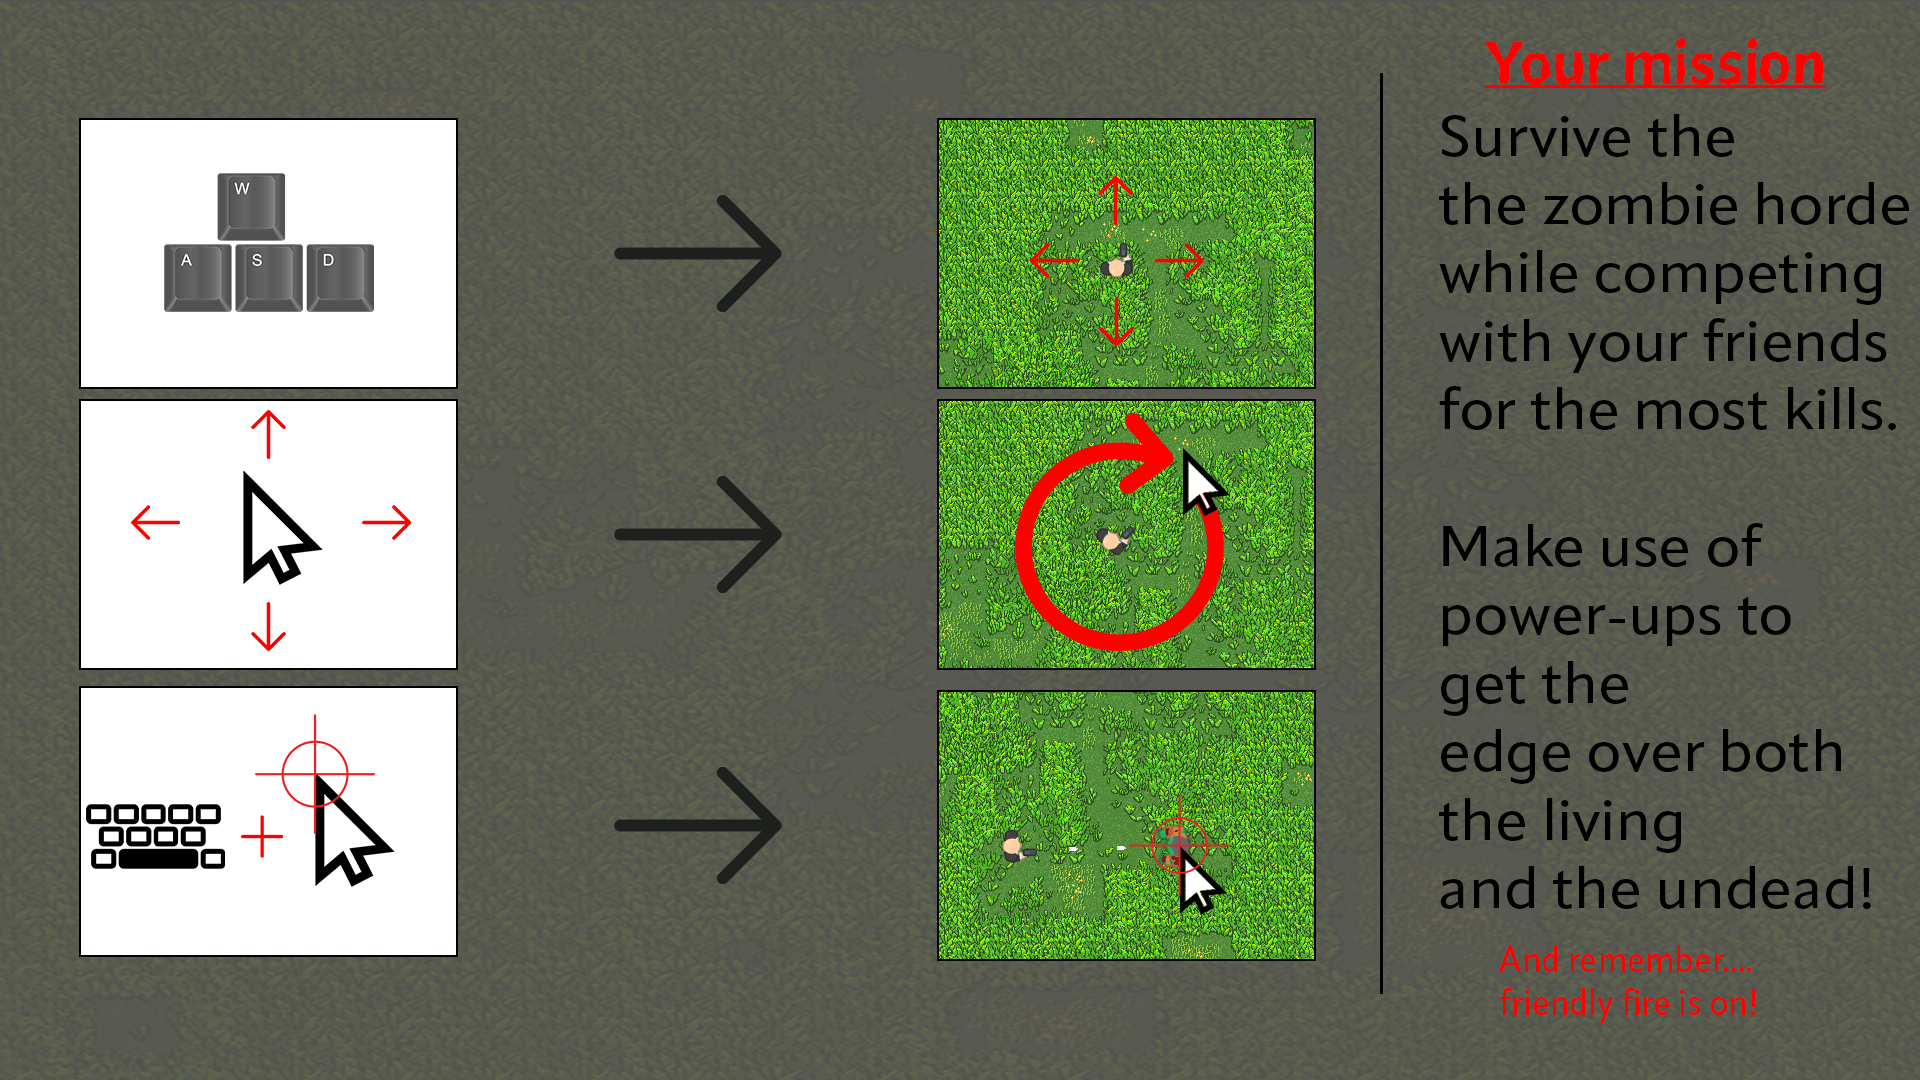 W
A S D
Your mission
Survive the
the zombie horde
while competing
with your friends
for the most kills.
Make use of
power-ups to
get the
edge over both
the living
and the undead!
And remember....
friendly fire is on!